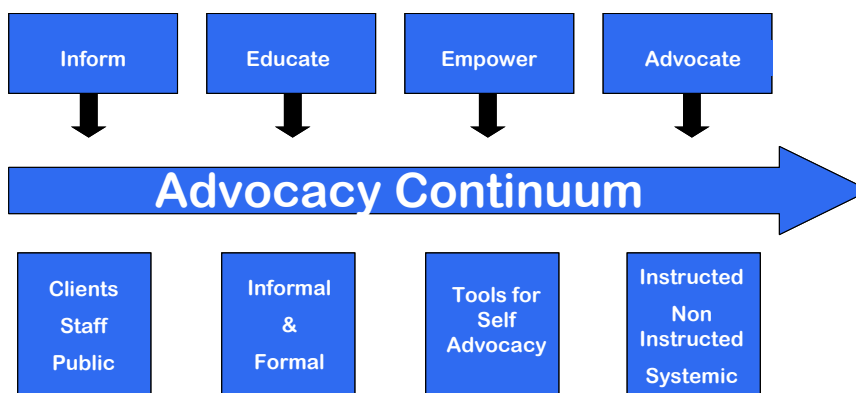 Inform
Educate
Empower
Advocate
Advocacy Continuum
Clients
Staff
Public
Informal
&
Formal
Tools for
Self
Advocacy
Instructed
Non
Instructed
Systemic